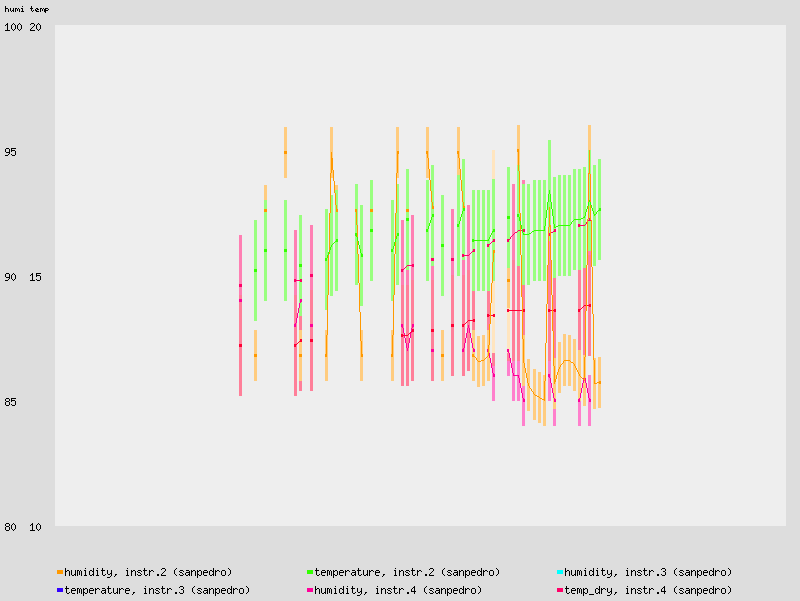 humi temp
100 20
95
90 15
85
80 10
humidity, instr.2 (sanpedro) temperature, instr.2 (sanpedro) humidity, instr.3 (sanpedro)
temperature, instr.3 (sanpedro) humidity, instr.4 (sanpedro) temp_dry, instr.4 (sanpedro)